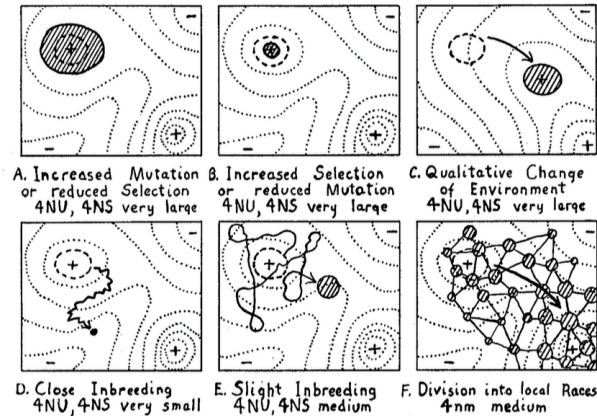 A. Increased Mutation
or reduced Selection
4NU, 4NS very large
B. Increased Selection
or reduced Mutation
4NU, 4NS very large
C. Qualitative Change
of Environment
4NU, 4NS very large
D. Close Inbreeding
4NU, 4NS very small
E. Slight Inbreeding
4NU, 4NS medium
F. Division into local Races
4nm medium